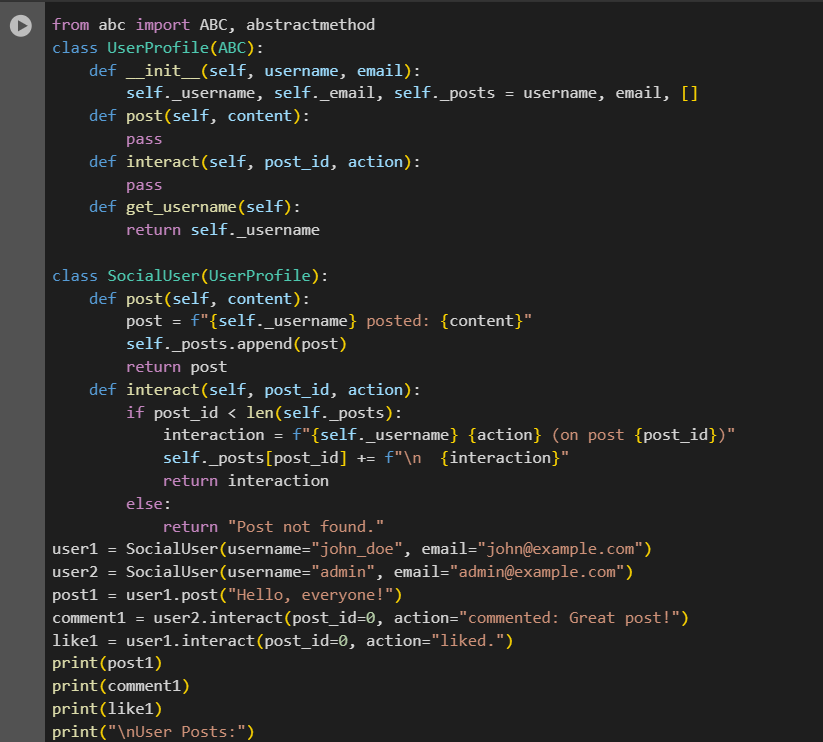 from abc import ABC, abstractmethod
class UserProfile(ABC):
    def __init__(self, username, email):
        self._username, self._email, self._posts = username, email, []
    def post(self, content):
        pass
    def interact(self, post_id, action):
        pass
    def get_username(self):
        return self._username

class SocialUser(UserProfile):
    def post(self, content):
        post = f"{self._username} posted: {content}"
        self._posts.append(post)
        return post
    def interact(self, post_id, action):
        if post_id < len(self._posts):
            interaction = f"{self._username} {action} (on post {post_id})"
            self._posts[post_id] += f"\n  {interaction}"
            return interaction
        else:
            return "Post not found."
user1 = SocialUser(username="john_doe", email="john@example.com")
user2 = SocialUser(username="admin", email="admin@example.com")
post1 = user1.post("Hello, everyone!")
comment1 = user2.interact(post_id=0, action="commented: Great post!")
like1 = user1.interact(post_id=0, action="liked.")
print(post1)
print(comment1)
print(like1)
print("\nUser Posts:")